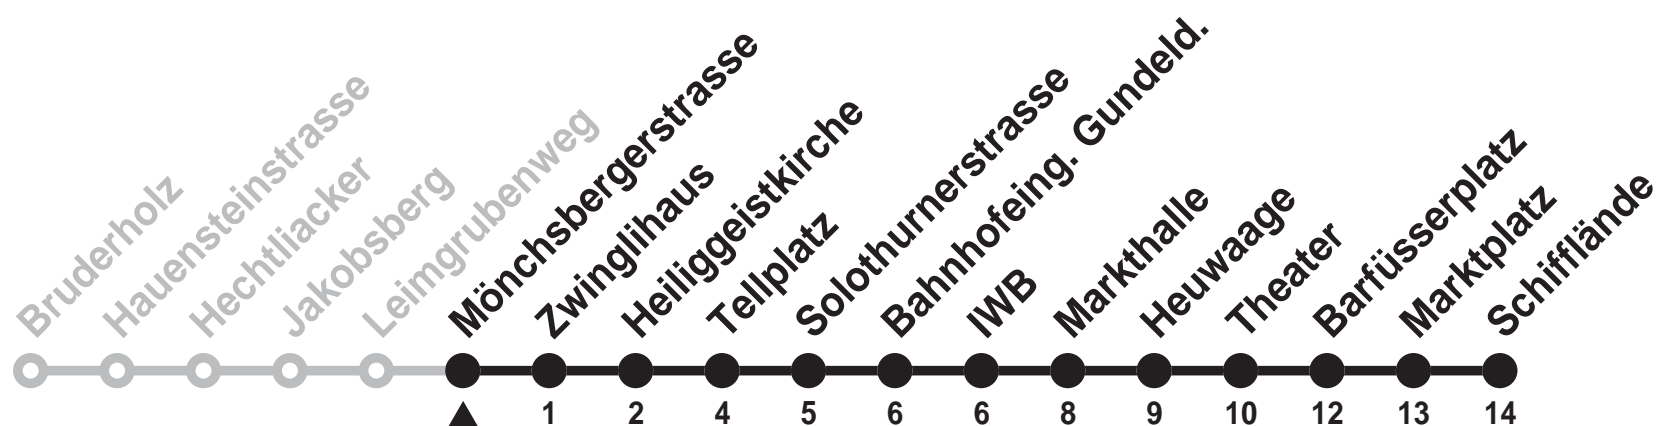 Bruderholz
Hauensteinstrasse
Hechtliacker
Jakobsberg
Leimgrubenweg
Mönchsbergerstrasse
Zwinglihaus
Heiliggeistkirche
Tellplatz
Solothurnerstrasse
Bahnhofeing. Gundeld.
IWB
Markthalle
Heuwaage
Theater
Barfüsserplatz
Marktplatz
Schifflände
1 2 4 5 6 6 8 9 10 12 13 14